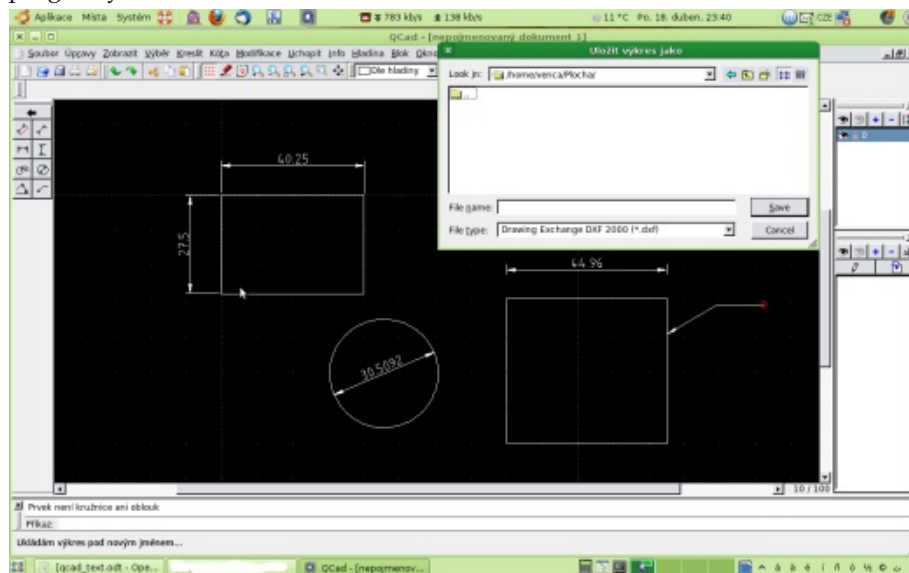 Aplikace Místa Systém 783 kb/s 138 kb/s 11 °C Po, 18. duben, 23:40 CZE
QCad - [nepojmenovaný dokument 1]
Soubor Úpravy Zobrazit Výběr Kreslit Kóta Modifikace Uchopit Info Hladina Blok Okno
Uložit výkres jako
Dle hladiny
Look in: /home/venca/Plocha/
..
File name: Save
File type: Drawing Exchange DXF 2000 (*.dxf) Cancel
0
40.25
27.5
44.96
30.5092
10 / 100
Prvek není kružnice ani oblouk
Příkaz:
Ukládám výkres pod novým jménem...
[qcad_text.odt - Ope... QCad - [nepojmenov...